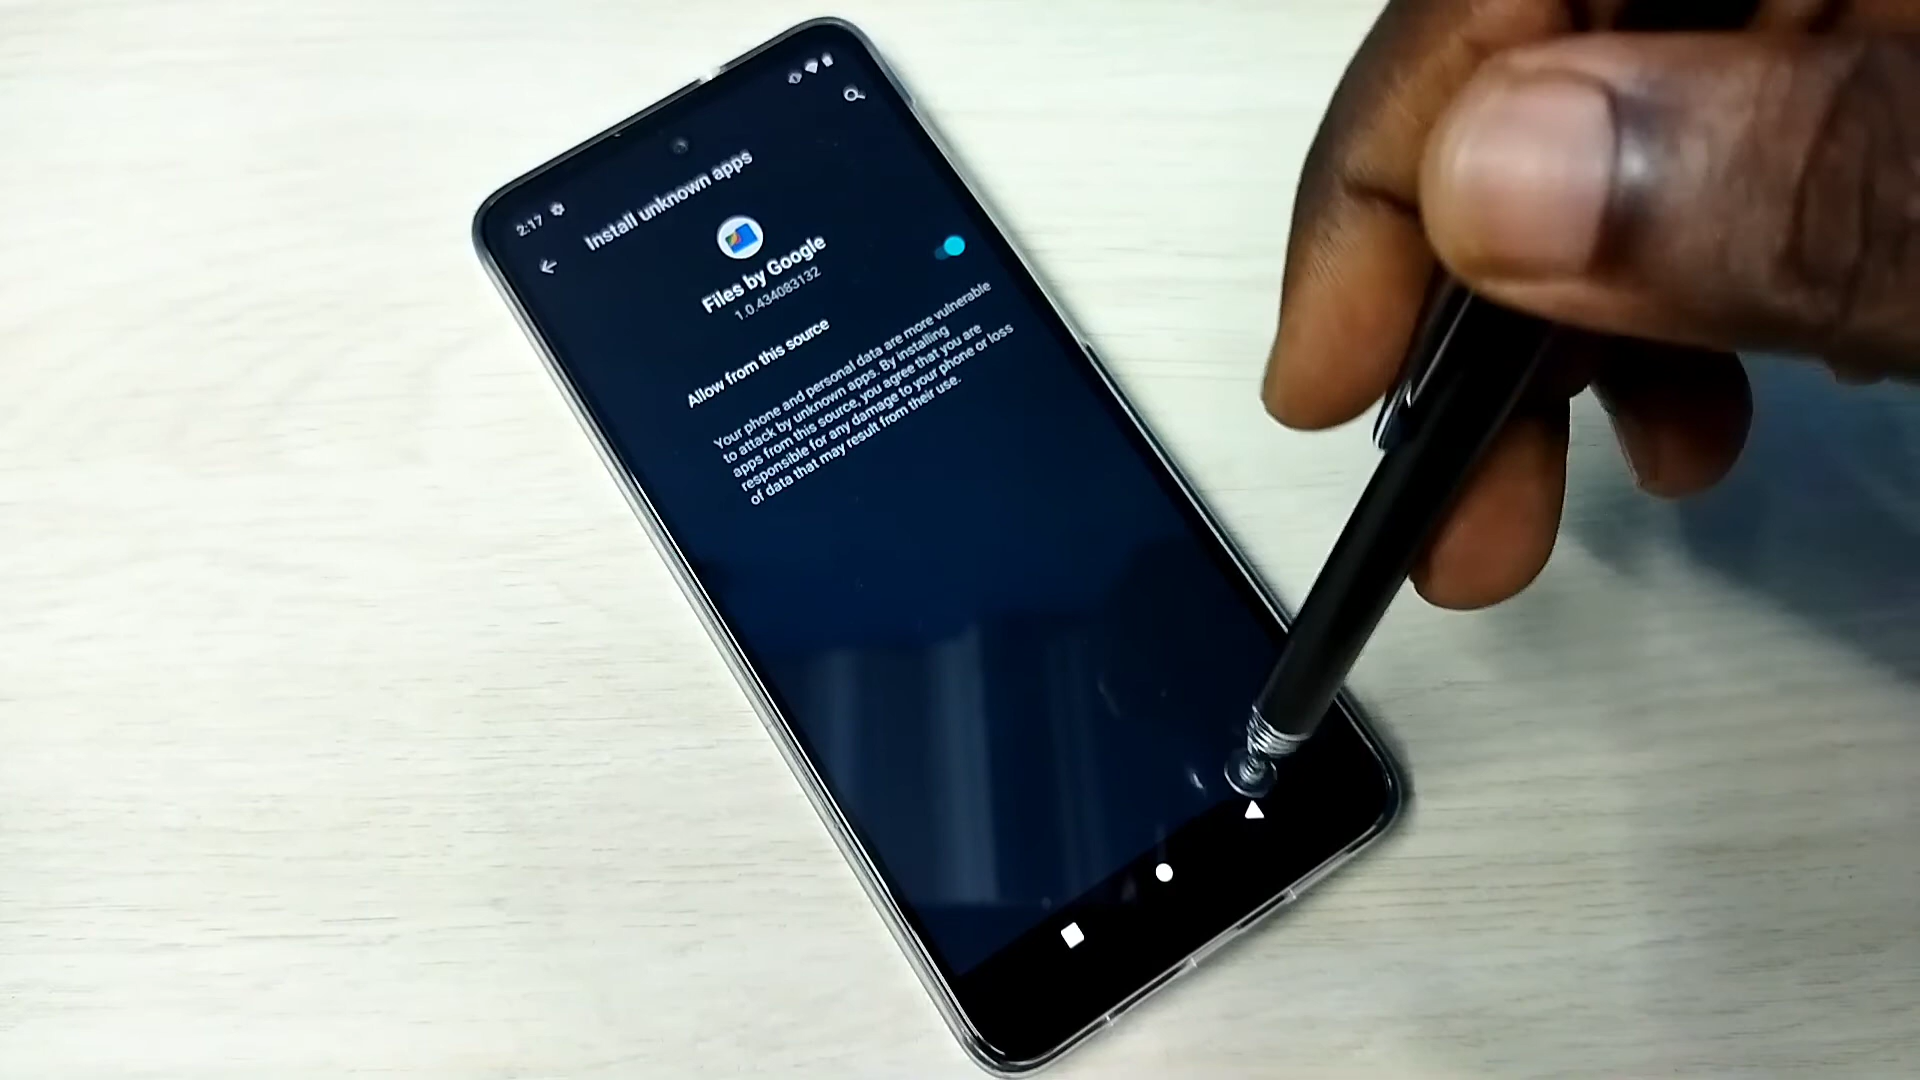 2:17
Install unknown apps
Files by Google
1.0.434083132
Allow from this source
Your phone and personal data are more vulnerable
to attack by unknown apps. By installing
apps from this source, you agree that you are
responsible for any damage to your phone or loss
of data that may result from their use.